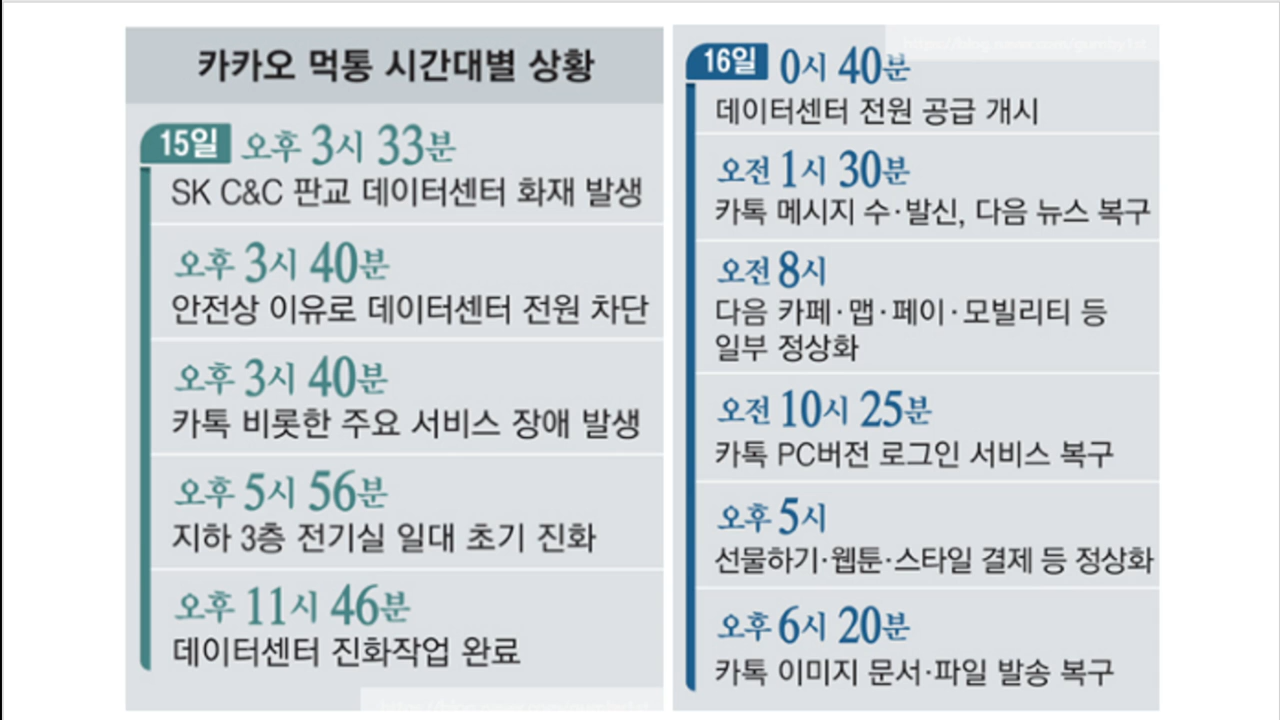 카카오 먹통 시간대별 상황
15일 오후 3시 33분
SK C&C 판교 데이터센터 화재 발생
오후 3시 40분
안전상 이유로 데이터센터 전원 차단
오후 3시 40분
카톡 비롯한 주요 서비스 장애 발생
오후 5시 56분
지하 3층 전기실 일대 초기 진화
오후 11시 46분
데이터센터 진화작업 완료
16일 0시 40분
데이터센터 전원 공급 개시
오전 1시 30분
카톡 메시지 수·발신, 다음 뉴스 복구
오전 8시
다음 카페·맵·페이·모빌리티 등
일부 정상화
오전 10시 25분
카톡 PC버전 로그인 서비스 복구
오후 5시
선물하기·웹툰·스타일 결제 등 정상화
오후 6시 20분
카톡 이미지 문서·파일 발송 복구